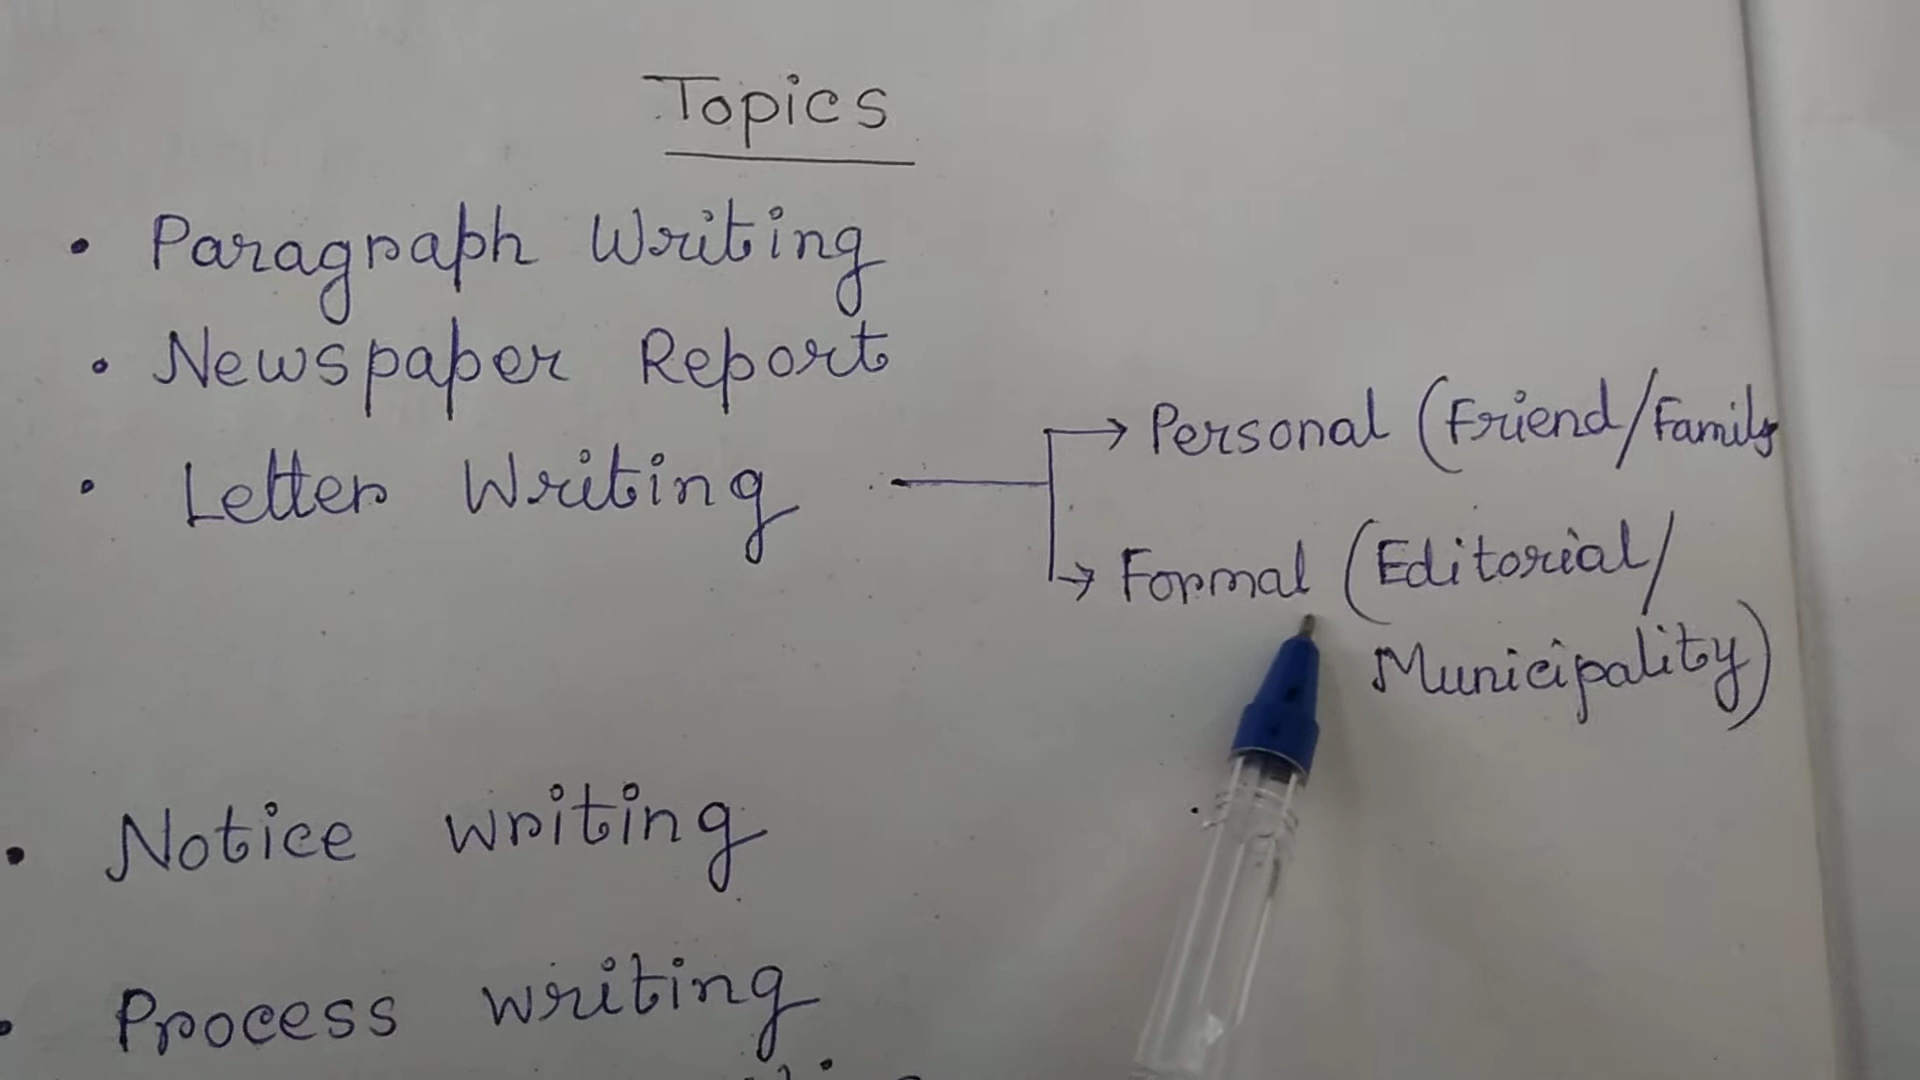 Topics
• Paragraph Writing
• Newspaper Report
• Letter Writing
→ Personal (Friend/Family
→ Formal (Editorial/
Municipality)
• Notice writing
• Process writing